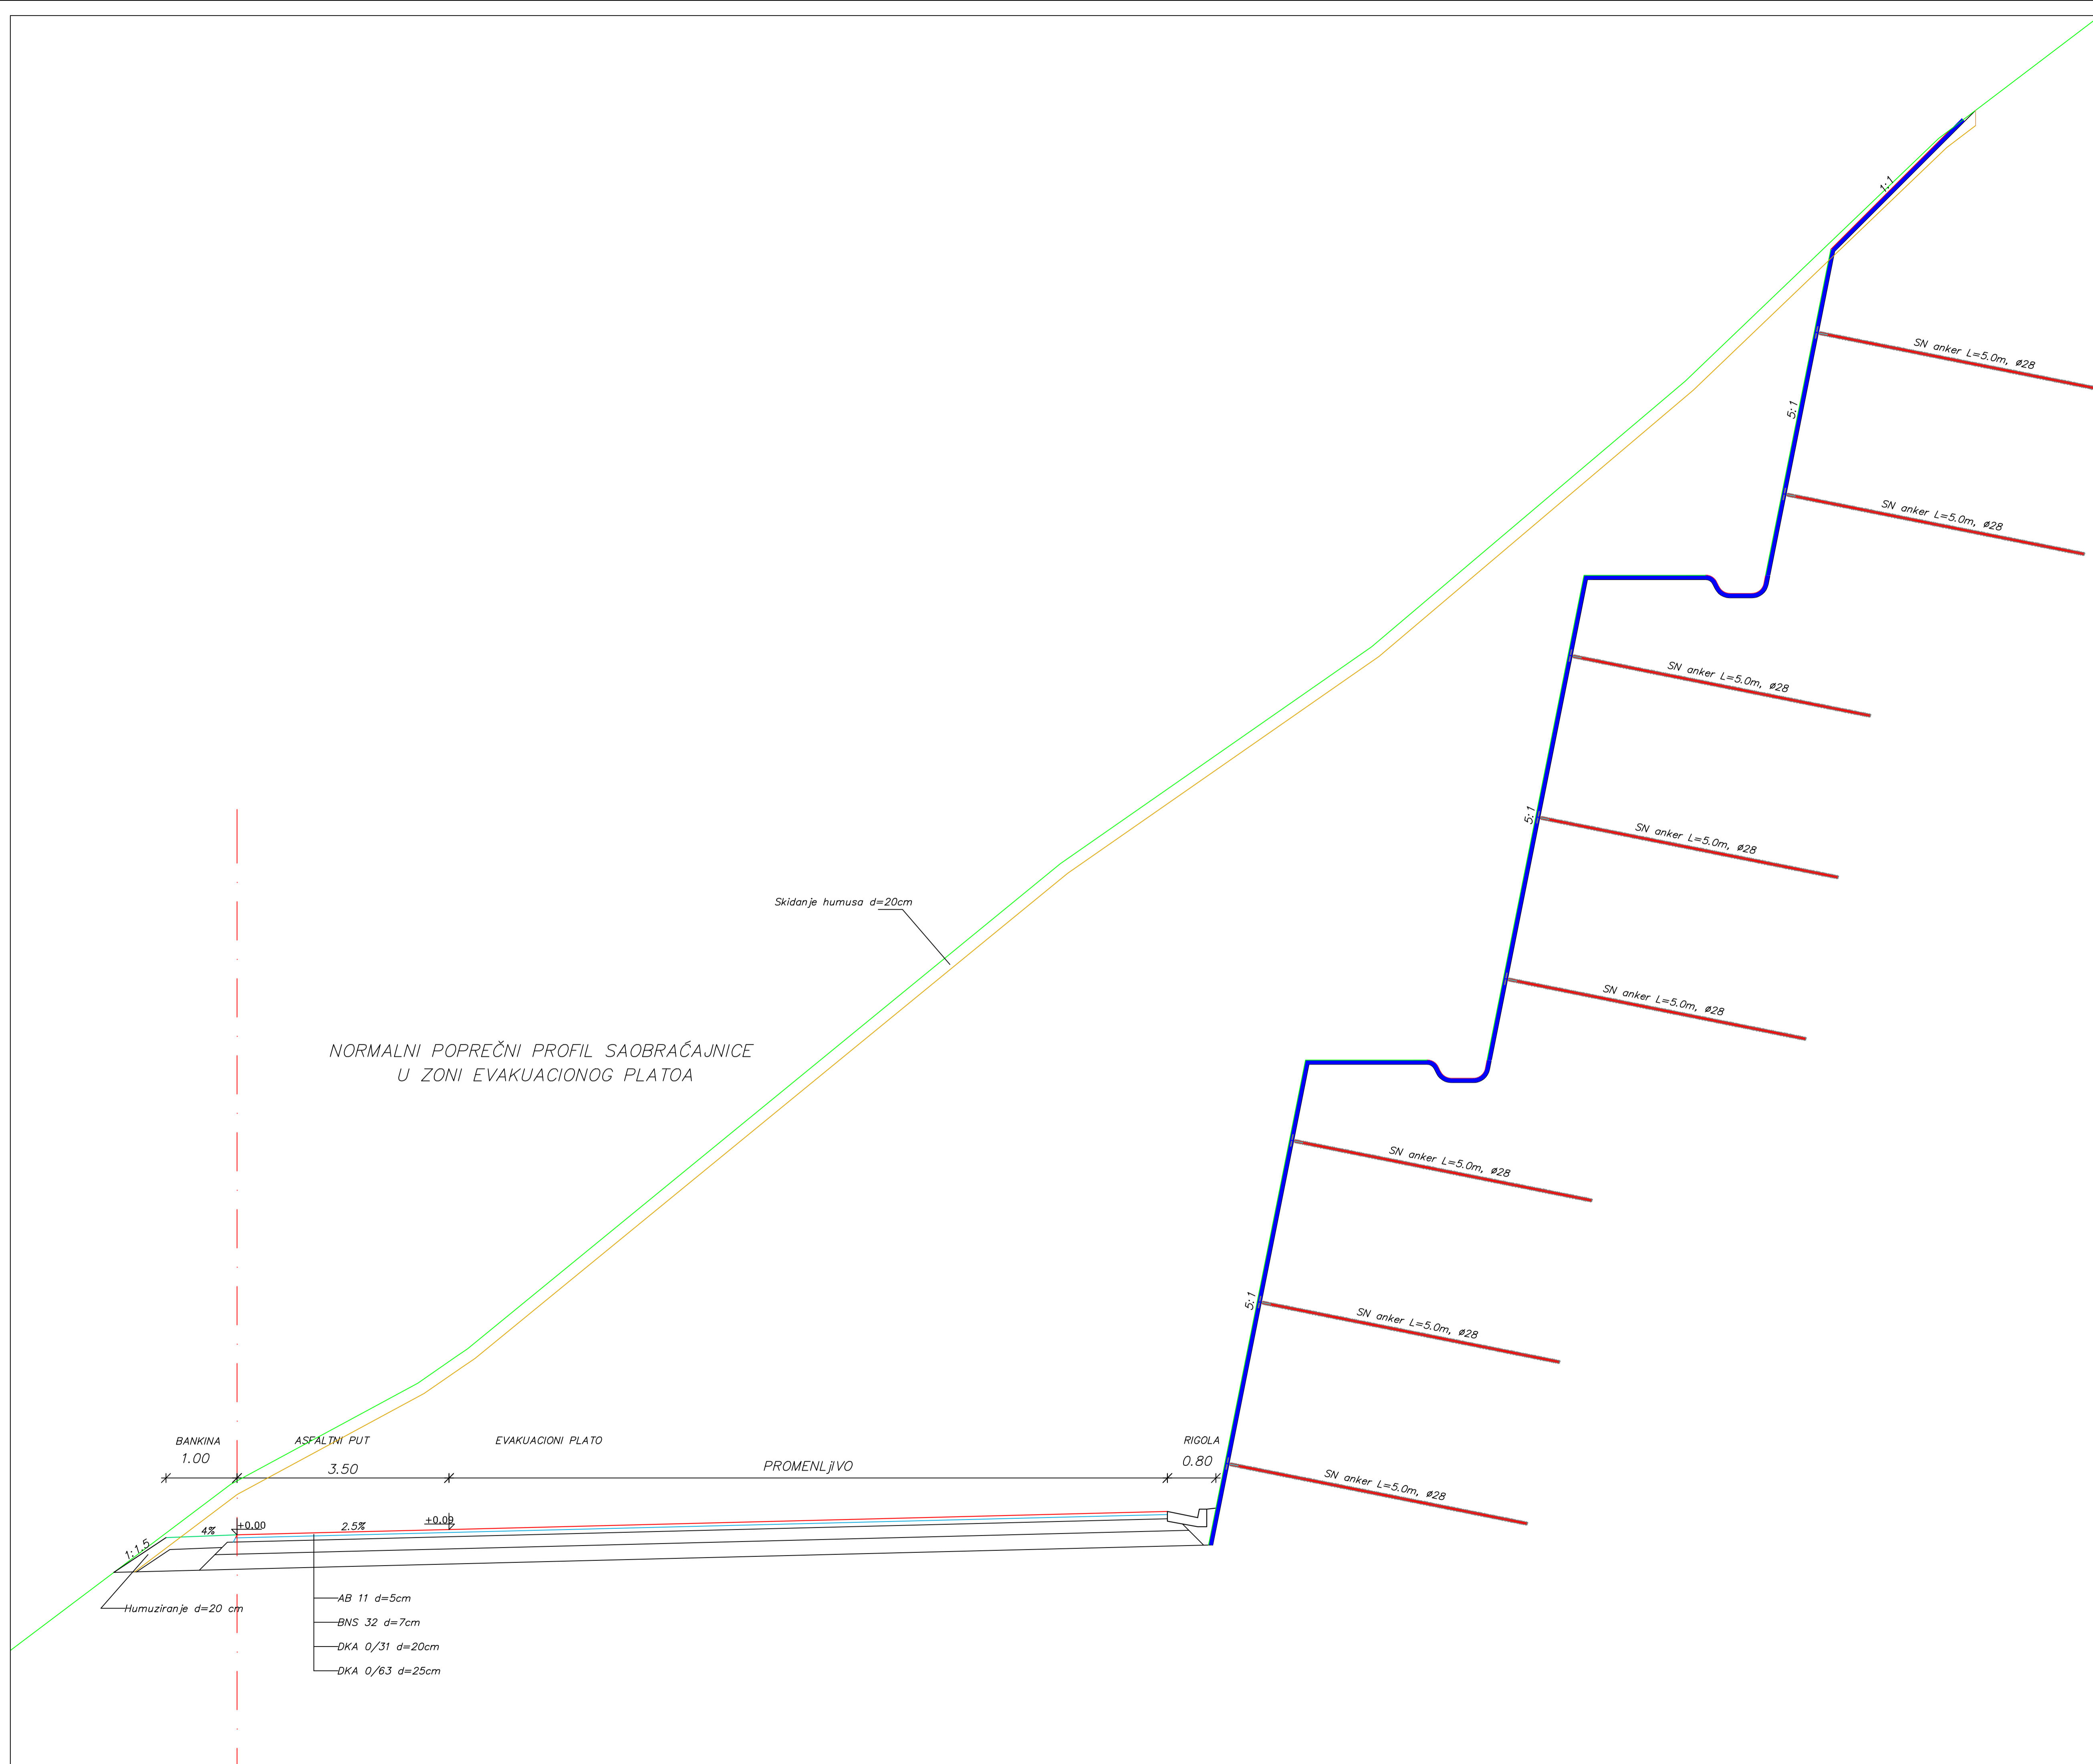 1:1
SN anker L=5.0m, ø28
5:1
SN anker L=5.0m, ø28
SN anker L=5.0m, ø28
5:1
SN anker L=5.0m, ø28
Skidanje humusa d=20cm
SN anker L=5.0m, ø28
NORMALNI POPREČNI PROFIL SAOBRAĆAJNICE
U ZONI EVAKUACIONOG PLATOA
SN anker L=5.0m, ø28
5:1
SN anker L=5.0m, ø28
BANKINA ASFALTNI PUT EVAKUACIONI PLATO RIGOLA
1.00 3.50 PROMENLjIVO 0.80
SN anker L=5.0m, ø28
4% +0.00 2.5% +0.00
1:1.5
AB 11 d=5cm
Humuziranje d=20 cm
BNS 32 d=7cm
DKA 0/31 d=20cm
DKA 0/63 d=25cm